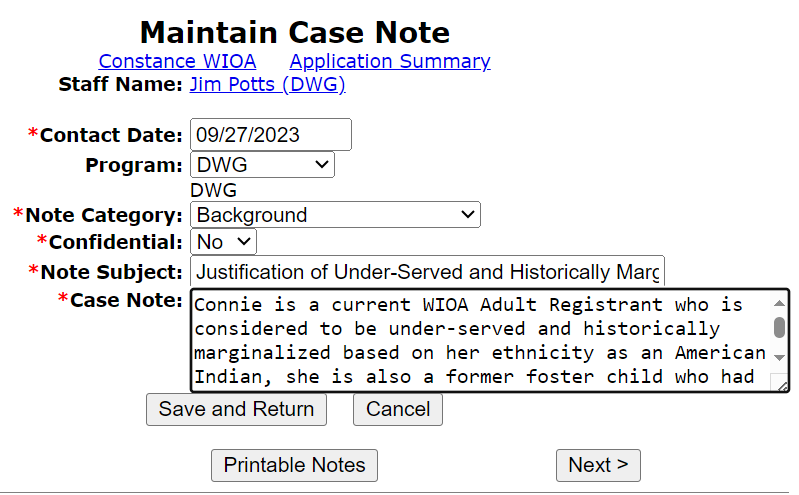 Maintain Case Note
Constance WIOA Application Summary
Staff Name: Jim Potts (DWG)
*Contact Date: 09/27/2023
Program: DWG
DWG
*Note Category: Background
*Confidential: No
*Note Subject: Justification of Under-Served and Historically Marg
*Case Note: Connie is a current WIOA Adult Registrant who is
considered to be under-served and historically
marginalized based on her ethnicity as an American
Indian, she is also a former foster child who had
Save and Return Cancel
Printable Notes Next >